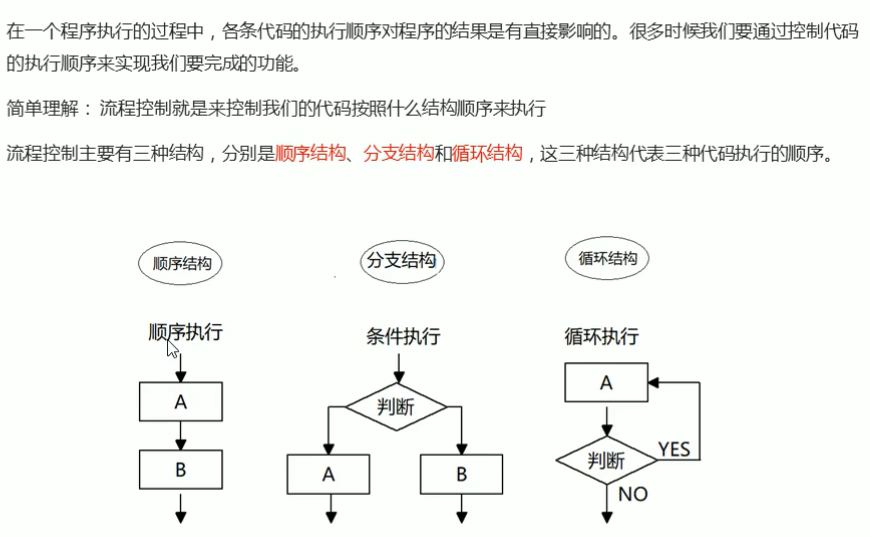 在一个程序执行的过程中，各条代码的执行顺序对程序的结果是有直接影响的。很多时候我们要通过控制代码
的执行顺序来实现我们要完成的功能。
简单理解： 流程控制就是来控制我们的代码按照什么结构顺序来执行
流程控制主要有三种结构，分别是顺序结构、分支结构和循环结构，这三种结构代表三种代码执行的顺序。
顺序结构
顺序执行
A
B
分支结构
条件执行
判断
A
B
循环结构
循环执行
A
判断
YES
NO